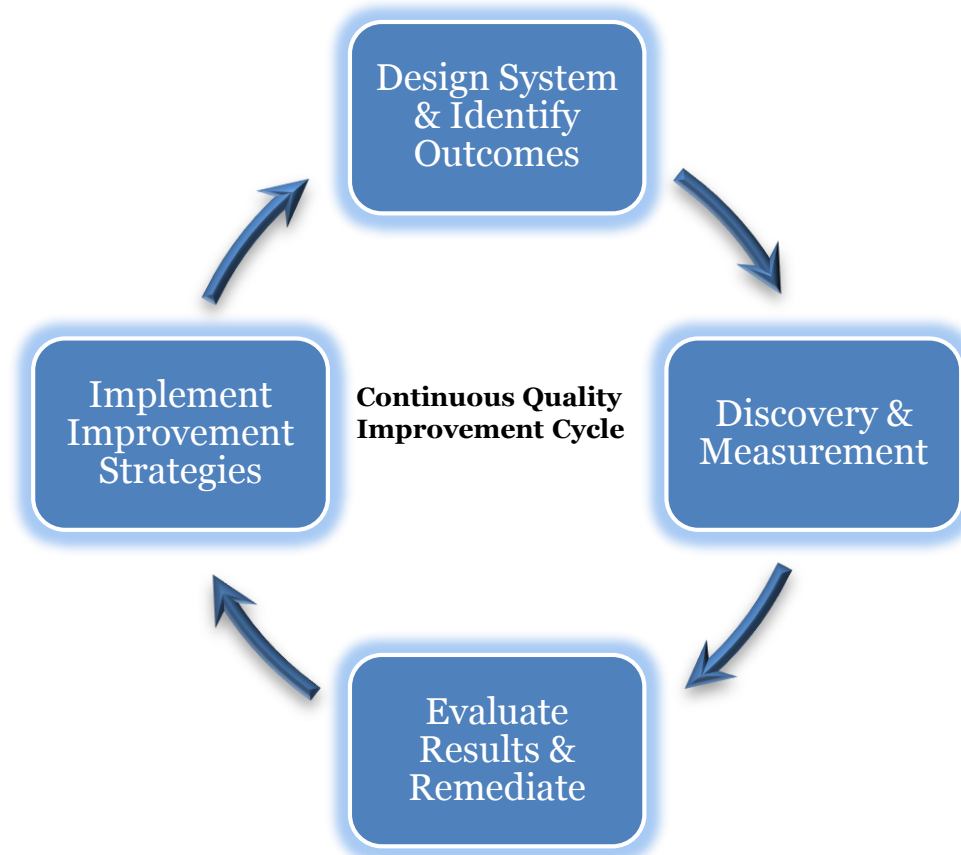 Design System
& Identify
Outcomes
Implement
Improvement
Strategies
Continuous Quality
Improvement Cycle
Discovery &
Measurement
Evaluate
Results &
Remediate